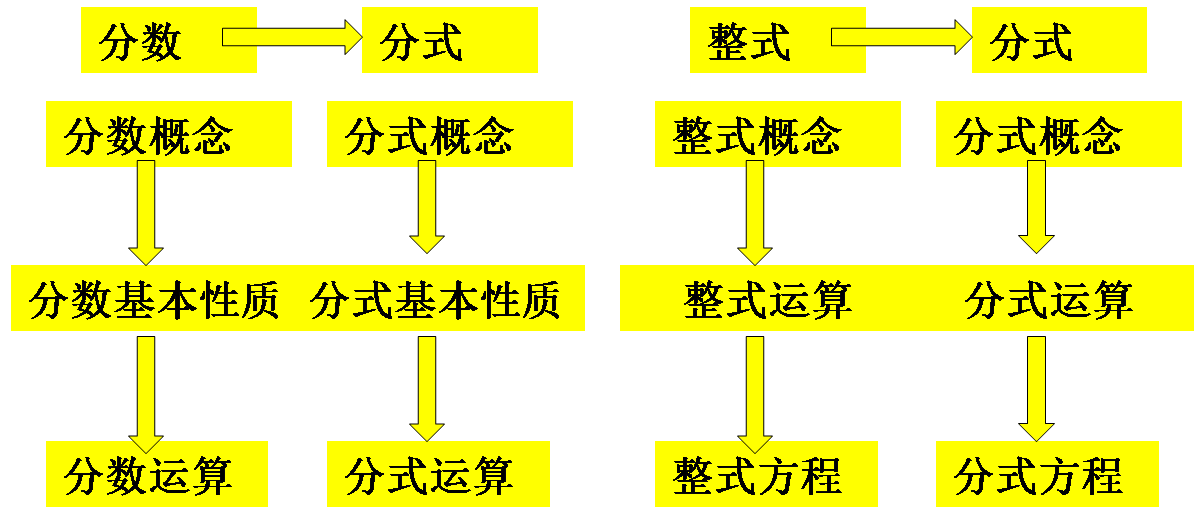 分数 分式 整式 分式
分数概念 分式概念 整式概念 分式概念
分数基本性质 分式基本性质 整式运算 分式运算
分数运算 分式运算 整式方程 分式方程